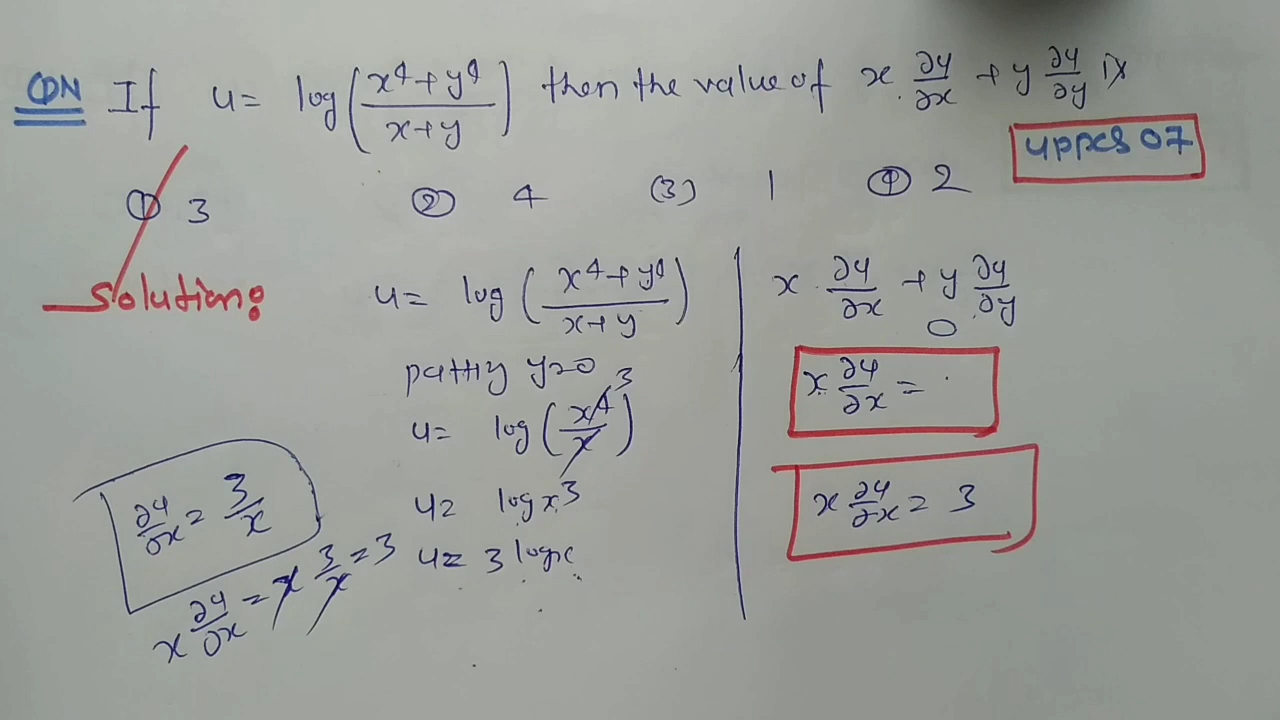 QN If u = log(x⁴+y⁴/x+y) then the value of x ∂u/∂x + y ∂u/∂y is
UPPCS 07
① 3 ② 4 (3) 1 ④ 2
Solution:
u = log(x⁴+y⁴/x+y)
putting y=0
u = log(x⁴/x) 3
u = log x³
u = 3 log x
∂u/∂x = 3/x
x ∂u/∂x = x 3/x = 3
x ∂u/∂x + y ∂u/∂y
0
x ∂u/∂x =
x ∂u/∂x = 3